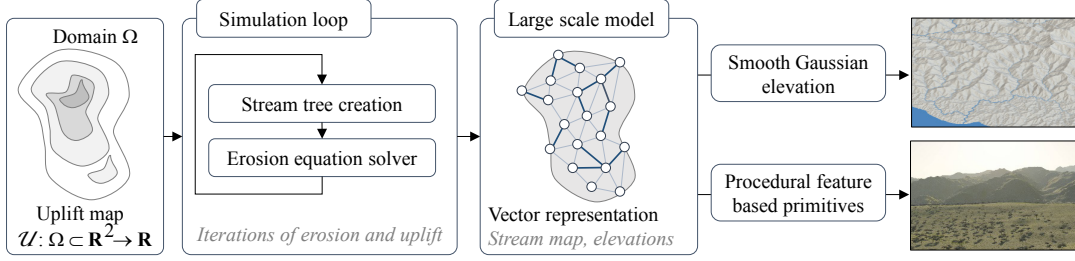 Domain Ω
Uplift map
𝒰 : Ω ⊂ R² → R
Simulation loop
Stream tree creation
Erosion equation solver
Iterations of erosion and uplift
Large scale model
Vector representation
Stream map, elevations
Smooth Gaussian
elevation
Procedural feature
based primitives